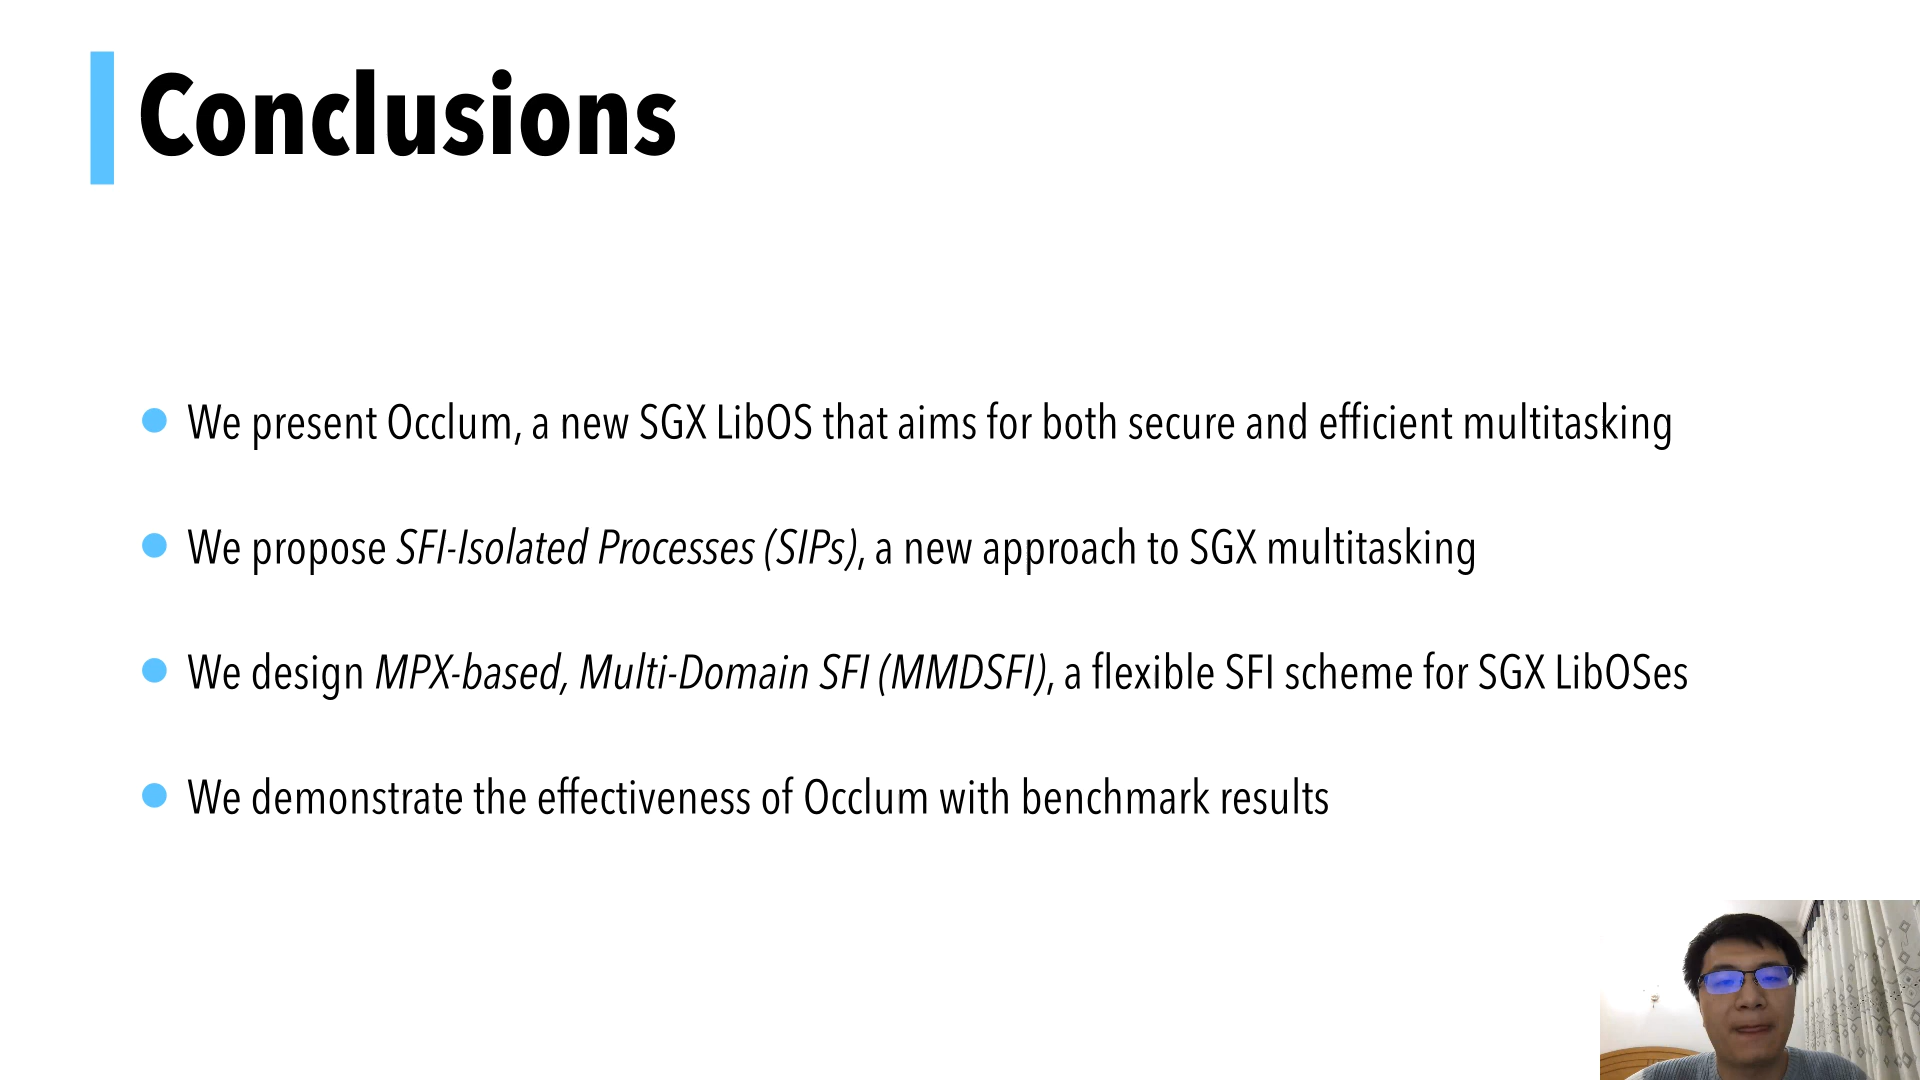 Conclusions
We present Occlum, a new SGX LibOS that aims for both secure and efficient multitasking
We propose SFI-Isolated Processes (SIPs), a new approach to SGX multitasking
We design MPX-based, Multi-Domain SFI (MMDSFI), a flexible SFI scheme for SGX LibOSes
We demonstrate the effectiveness of Occlum with benchmark results